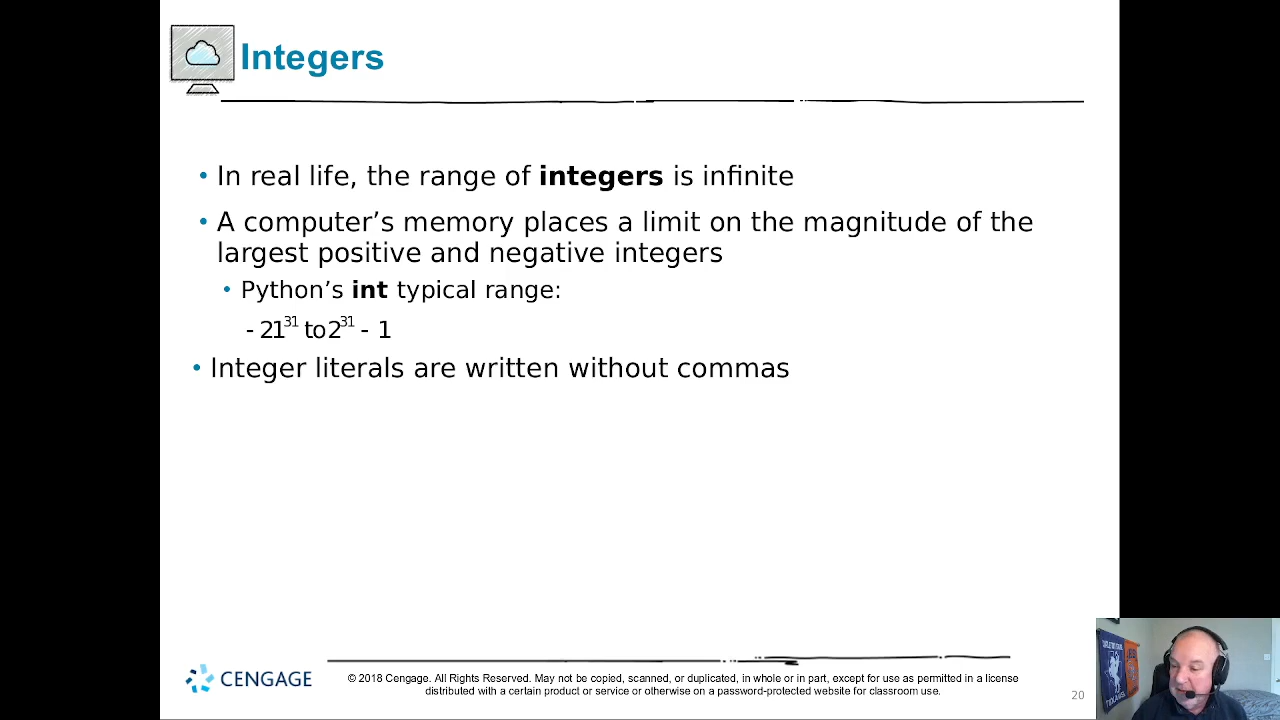 Integers
• In real life, the range of integers is infinite
• A computer’s memory places a limit on the magnitude of the
largest positive and negative integers
• Python’s int typical range:
- 21³¹ to2³¹ - 1
• Integer literals are written without commas
CENGAGE
© 2018 Cengage. All Rights Reserved. May not be copied, scanned, or duplicated, in whole or in part, except for use as permitted in a license
distributed with a certain product or service or otherwise on a password-protected website for classroom use.
20